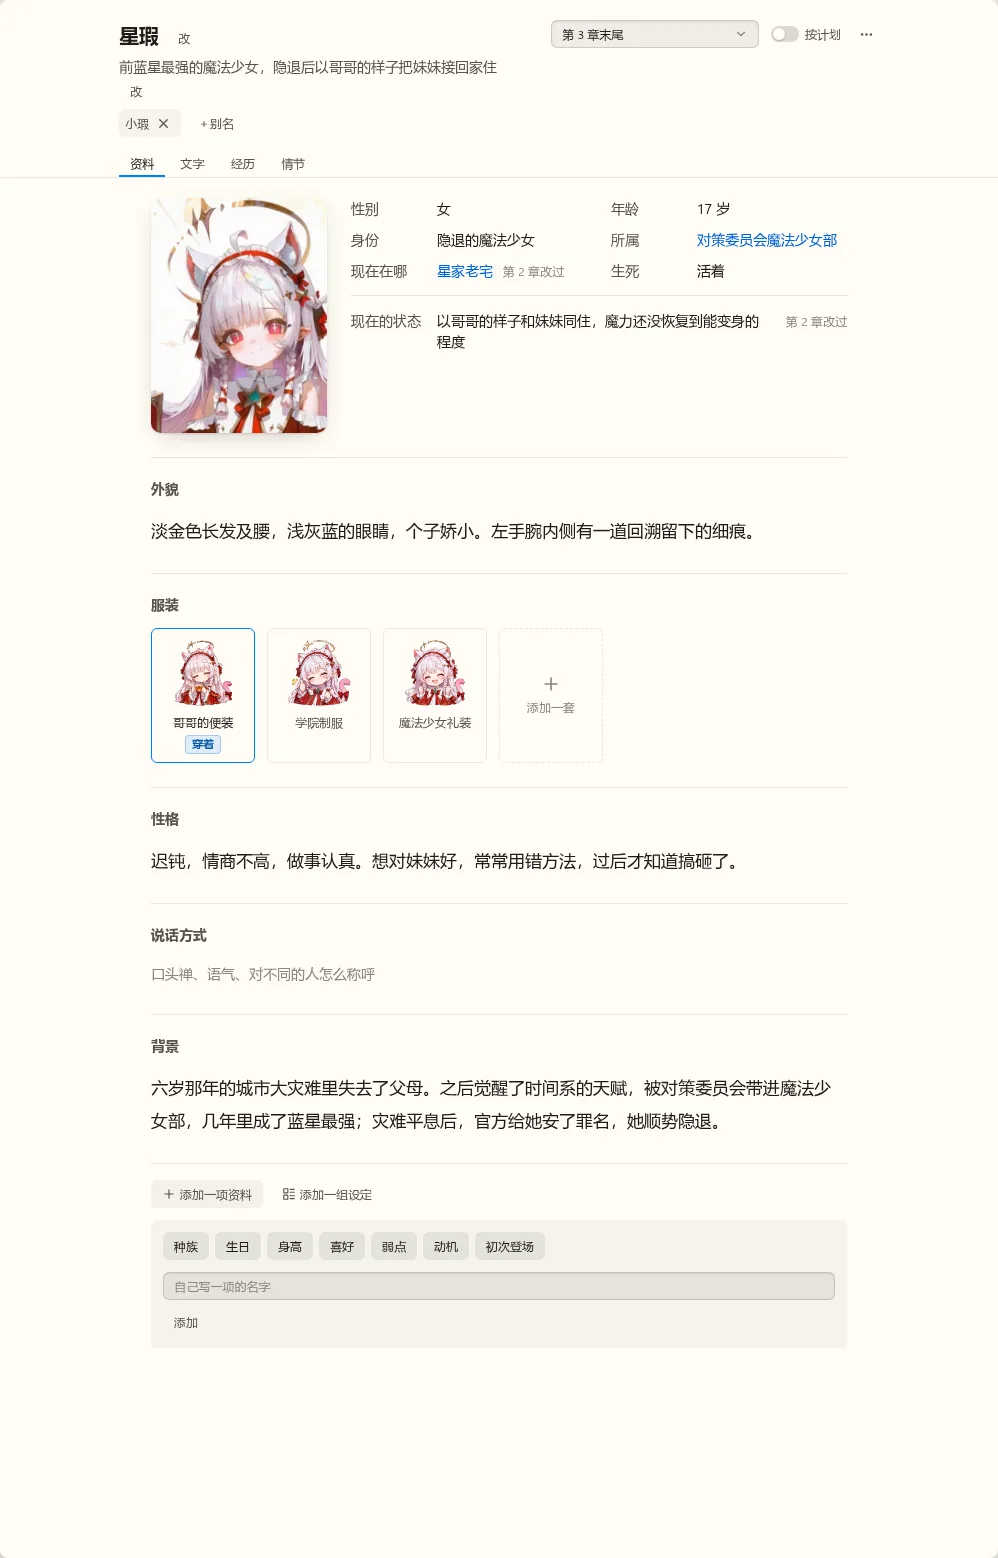 星瑕 改
第 3 章末尾 按计划
前蓝星最强的魔法少女，隐退后以哥哥的样子把妹妹接回家住
改
小瑕 + 别名
资料 文字 经历 情节
性别 女 年龄 17 岁
身份 隐退的魔法少女 所属 对策委员会魔法少女部
现在在哪 星家老宅 第 2 章改过 生死 活着
现在的状态 以哥哥的样子和妹妹同住，魔力还没恢复到能变身的 第 2 章改过
程度
外貌
淡金色长发及腰，浅灰蓝的眼睛，个子娇小。左手腕内侧有一道回溯留下的细痕。
服装
哥哥的便装 学院制服 魔法少女礼装 添加一套
穿着
性格
迟钝，情商不高，做事认真。想对妹妹好，常常用错方法，过后才知道搞砸了。
说话方式
口头禅、语气、对不同的人怎么称呼
背景
六岁那年的城市大灾难里失去了父母。之后觉醒了时间系的天赋，被对策委员会带进魔法少
女部，几年里成了蓝星最强；灾难平息后，官方给她安了罪名，她顺势隐退。
添加一项资料 添加一组设定
种族 生日 身高 喜好 弱点 动机 初次登场
自己写一项的名字
添加